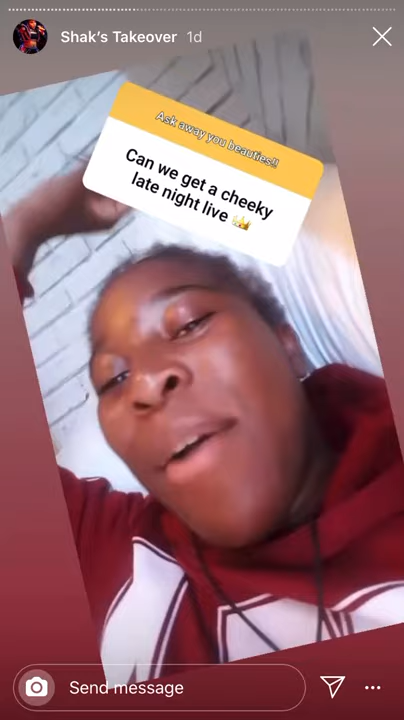 Shak's Takeover 1d
Ask away you beauties!!
Can we get a cheeky
late night live 👑
Send message